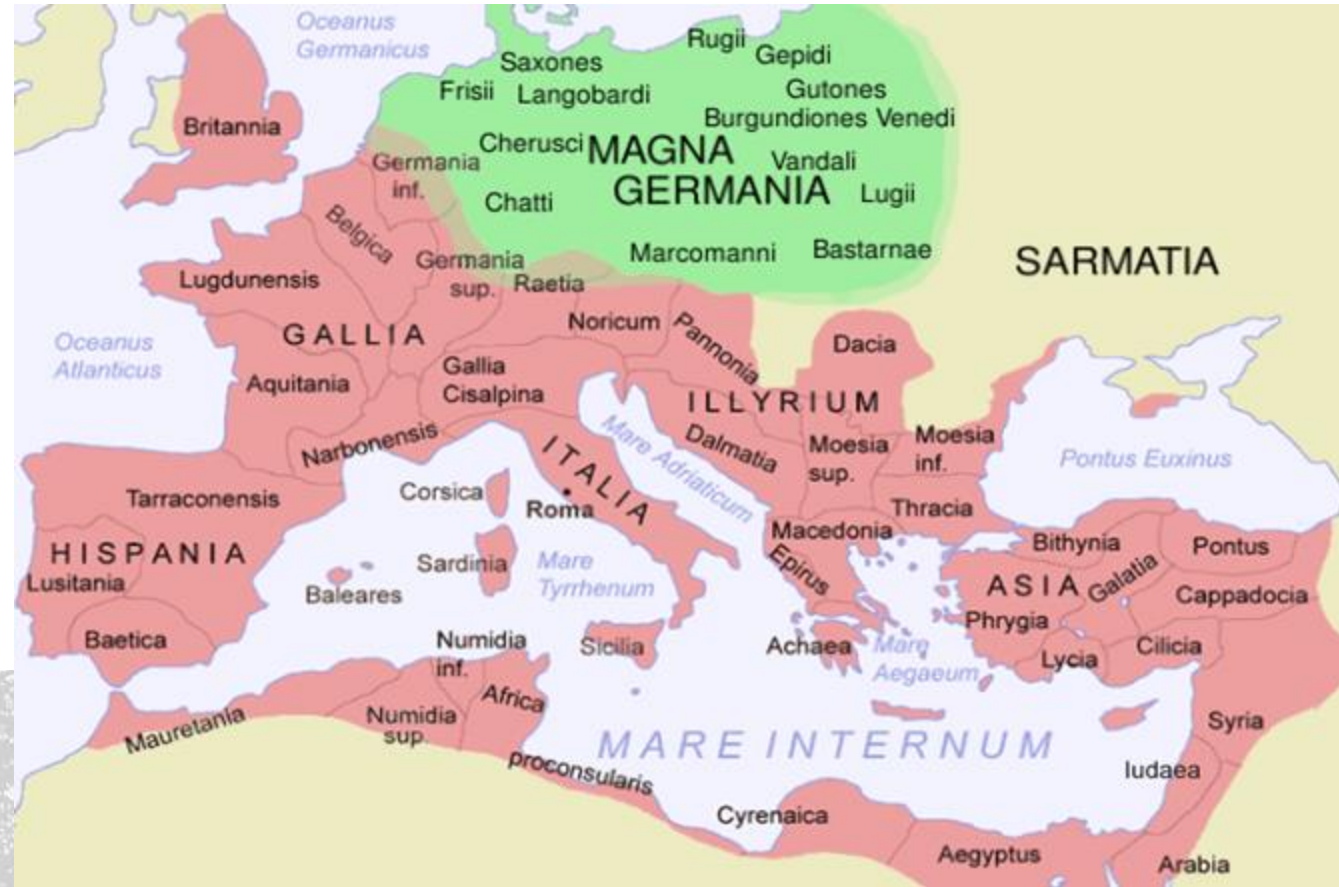 Oceanus
Germanicus
Rugii
Gepidi
Saxones
Frisii
Langobardi
Gutones
Burgundiones
Venedi
Britannia
Cherusci
MAGNA
GERMANIA
Vandali
Lugii
Germania
inf.
Chatti
Belgica
Marcomanni
Bastarnae
SARMATIA
Germania
sup.
Raetia
Lugdunensis
Noricum
Pannonia
Dacia
GALLIA
Oceanus
Atlanticus
Gallia
Cisalpina
Aquitania
ILLYRIUM
Narbonensis
Mare Adriaticum
Dalmatia
Moesia
sup.
Moesia
inf.
Pontus Euxinus
ITALIA
Corsica
Roma
Tarraconensis
Thracia
Macedonia
HISPANIA
Bithynia
Pontus
Sardinia
Mare
Tyrrhenum
Epirus
ASIA
Galatia
Lusitania
Baleares
Cappadocia
Phrygia
Baetica
Numidia
inf.
Sicilia
Achaea
Mare
Aegaeum
Lycia
Cilicia
Africa
Mauretania
Numidia
sup.
Syria
MARE INTERNUM
proconsularis
Iudaea
Cyrenaica
Aegyptus
Arabia